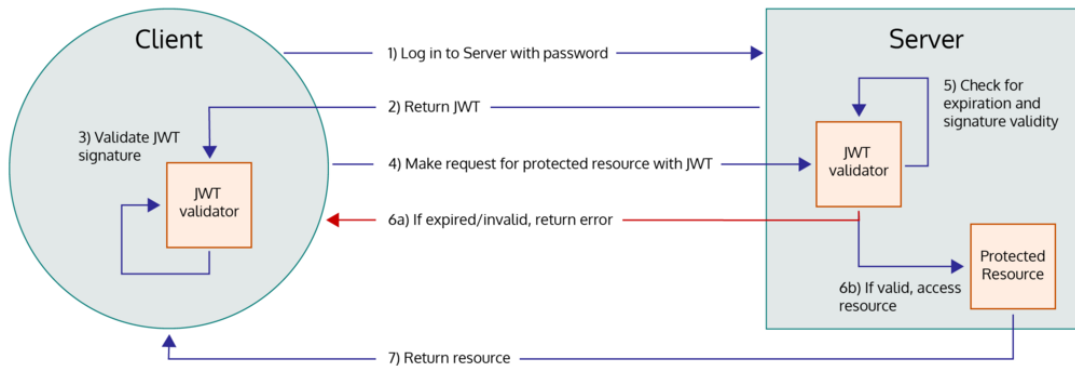 Client
Server
1) Log in to Server with password
2) Return JWT
3) Validate JWT
signature
JWT
validator
4) Make request for protected resource with JWT
JWT
validator
5) Check for
expiration and
signature validity
6a) If expired/invalid, return error
6b) If valid, access
resource
Protected
Resource
7) Return resource